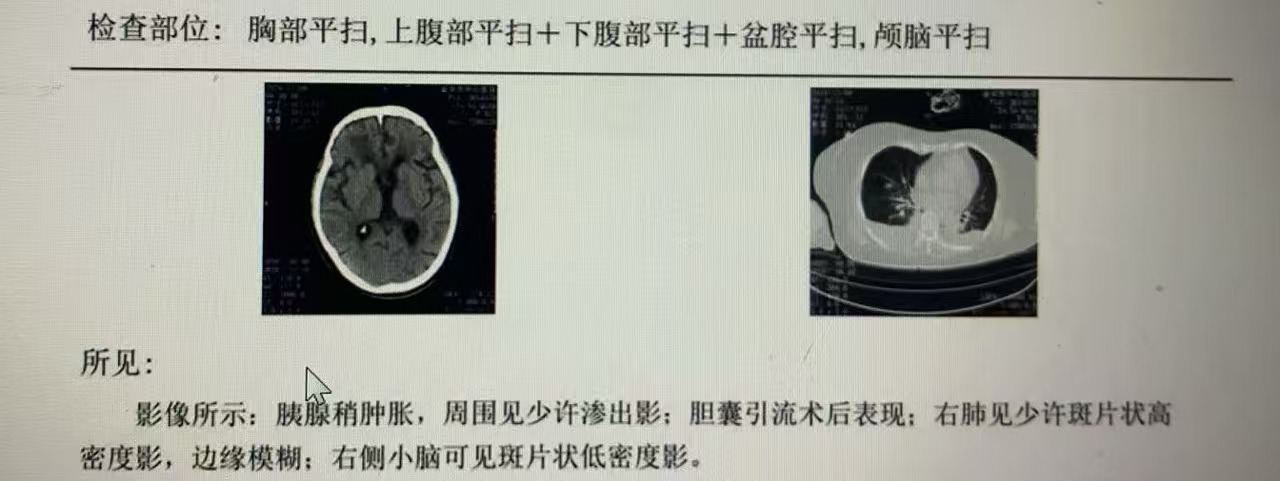 检查部位: 胸部平扫,上腹部平扫+下腹部平扫+盆腔平扫,颅脑平扫
所见:
影像所示: 胰腺稍肿胀, 周围见少许渗出影; 胆囊引流术后表现; 右肺见少许斑片状高
密度影, 边缘模糊; 右侧小脑可见斑片状低密度影。